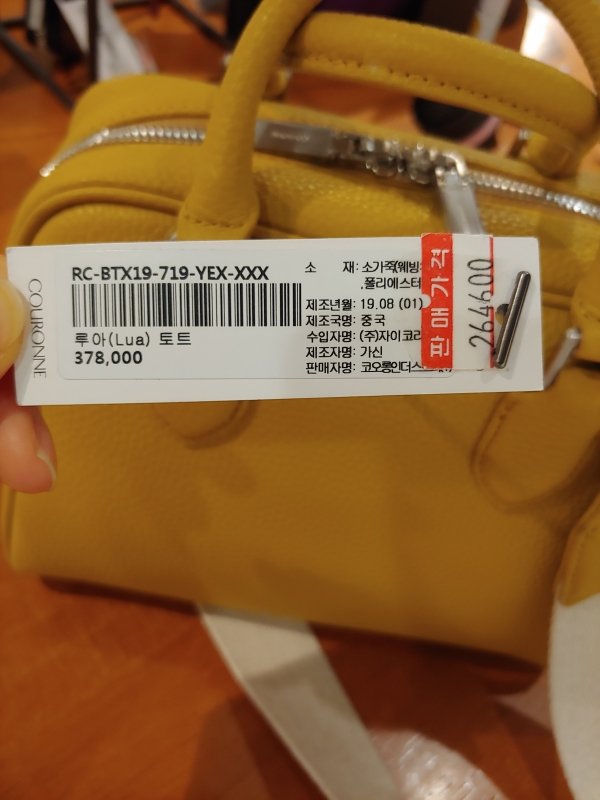 COURONNE
RC-BTX19-719-YEX-XXX
루아(Lua) 토트
378,000
소 재: 소가죽(웨빙:
,폴리에스터
제조년월: 19.08 (01)
제조국명: 중국
수입자명: (주)자이코리
제조자명: 가신
판매자명: 코오롱인더스
판매가격
264600